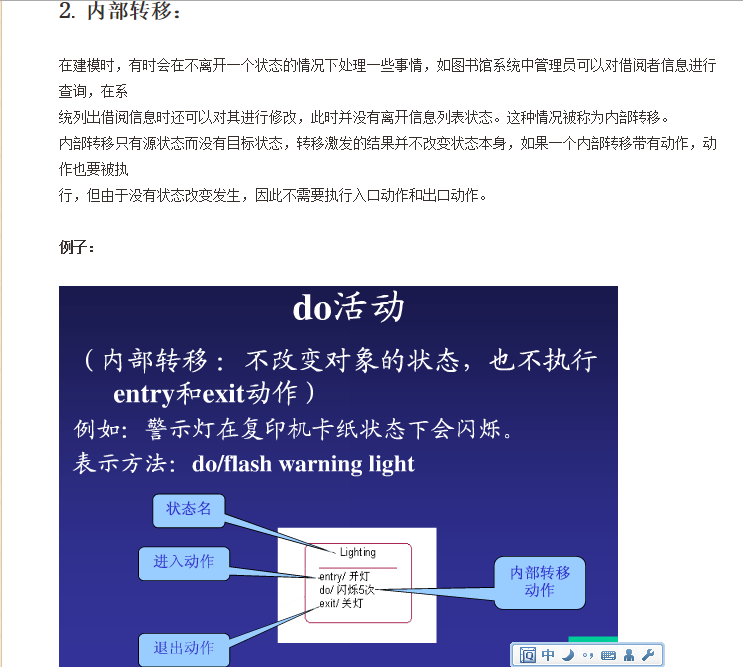 2. 内部转移：
在建模时，有时会在不离开一个状态的情况下处理一些事情，如图书馆系统中管理员可以对借阅者信息进行
查询，在系
统列出借阅信息时还可以对其进行修改，此时并没有离开信息列表状态。这种情况被称为内部转移。
内部转移只有源状态而没有目标状态，转移激发的结果并不改变状态本身，如果一个内部转移带有动作，动
作也要被执
行，但由于没有状态改变发生，因此不需要执行入口动作和出口动作。
例子：
do活动
（内部转移：不改变对象的状态，也不执行
entry和exit动作）
例如：警示灯在复印机卡纸状态下会闪烁。
表示方法：do/flash warning light
状态名
Lighting
进入动作
entry/ 开灯
do/ 闪烁5次
exit/ 关灯
内部转移
动作
退出动作
中